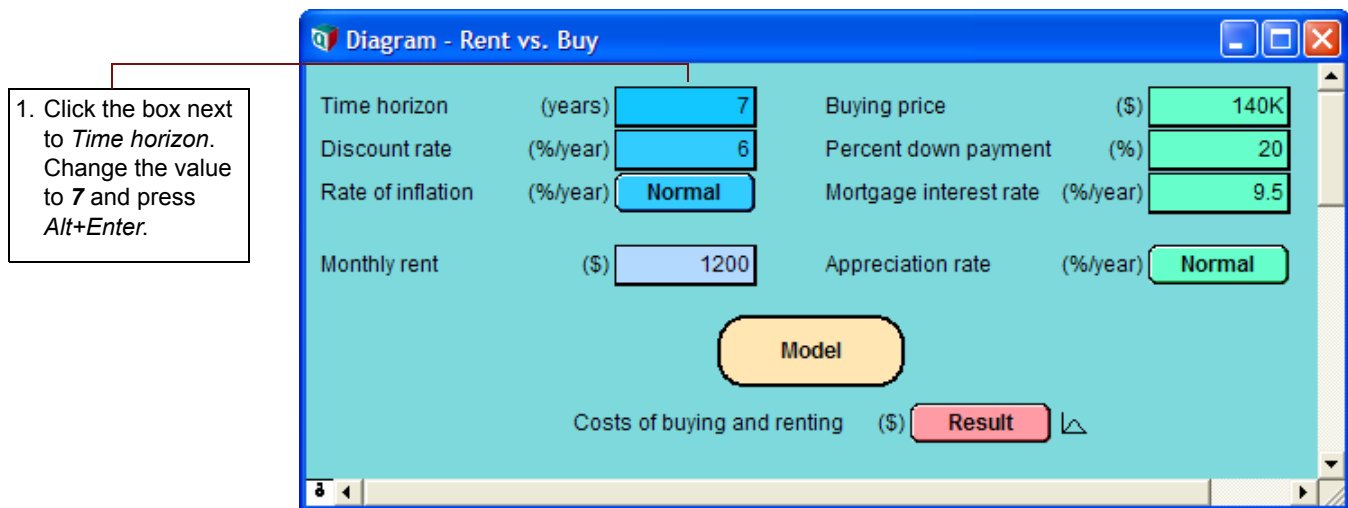 Diagram - Rent vs. Buy
1. Click the box next
to Time horizon.
Change the value
to 7 and press
Alt+Enter.
Time horizon (years) 7 Buying price ($) 140K
Discount rate (%/year) 6 Percent down payment (%) 20
Rate of inflation (%/year) Normal Mortgage interest rate (%/year) 9.5
Monthly rent ($) 1200 Appreciation rate (%/year) Normal
Model
Costs of buying and renting ($) Result